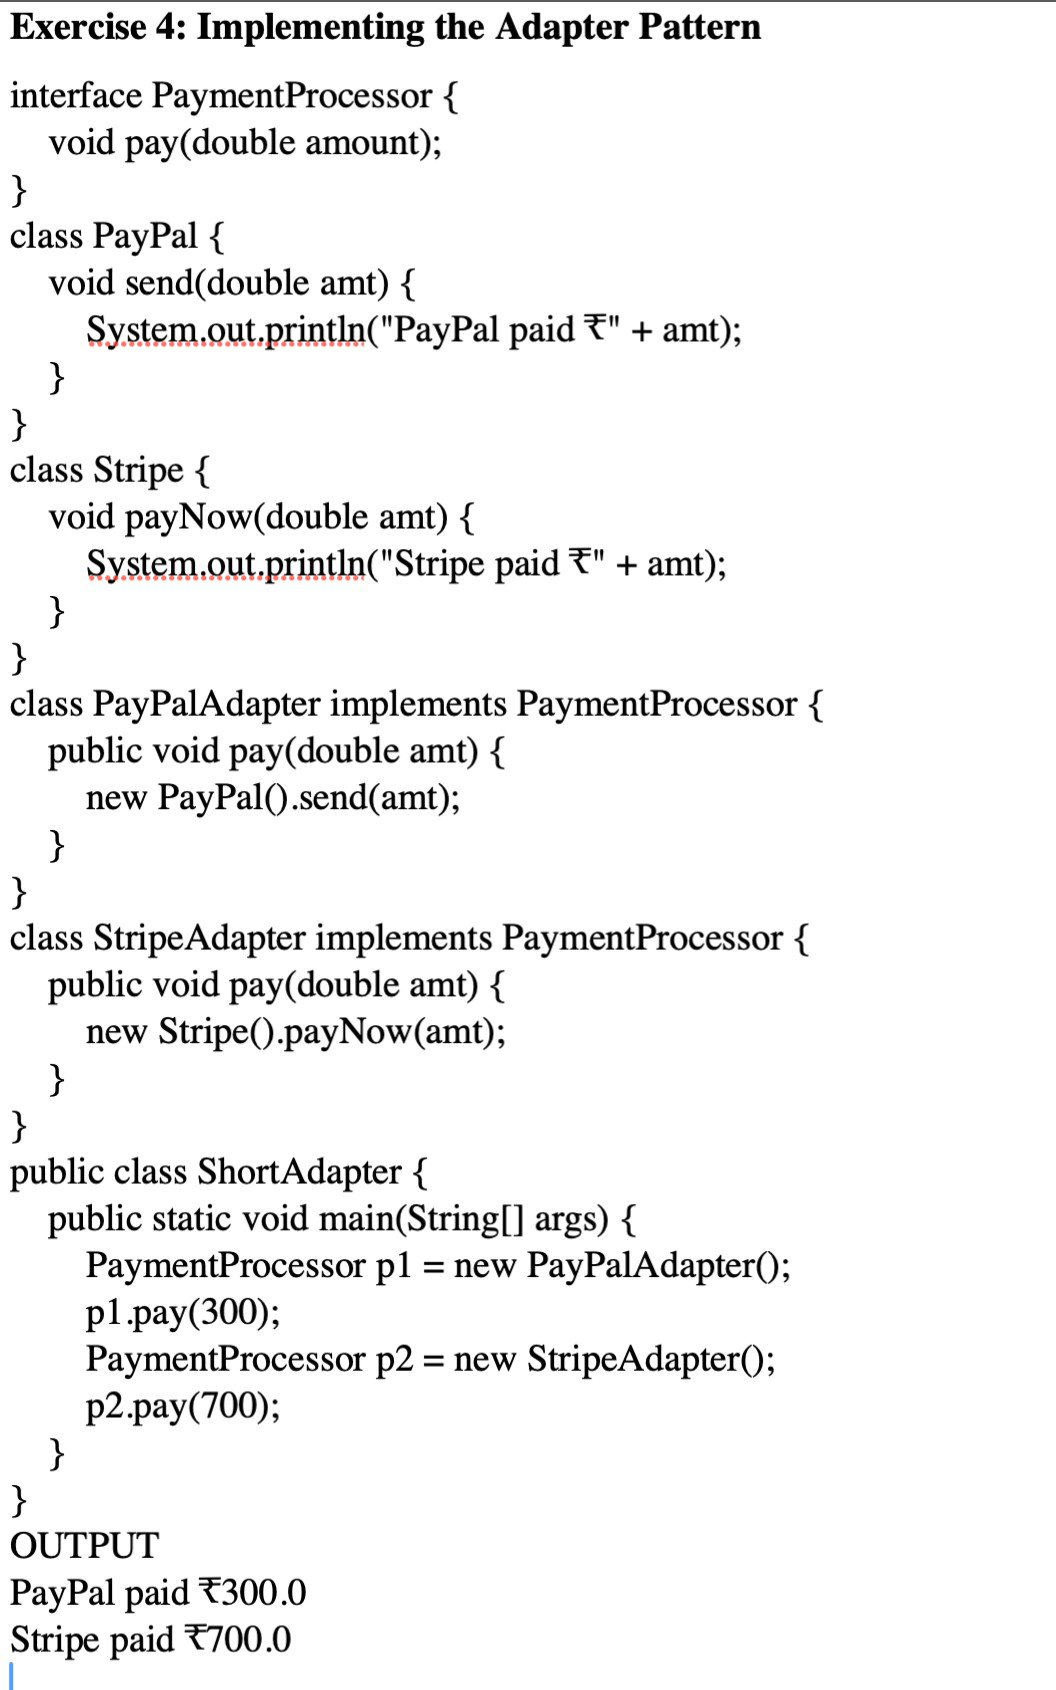 Exercise 4: Implementing the Adapter Pattern
interface PaymentProcessor {
void pay(double amount);
}
class PayPal {
void send(double amt) {
System.out.println("PayPal paid ₹" + amt);
}
}
class Stripe {
void payNow(double amt) {
System.out.println("Stripe paid ₹" + amt);
}
}
class PayPalAdapter implements PaymentProcessor {
public void pay(double amt) {
new PayPal().send(amt);
}
}
class StripeAdapter implements PaymentProcessor {
public void pay(double amt) {
new Stripe().payNow(amt);
}
}
public class ShortAdapter {
public static void main(String[] args) {
PaymentProcessor p1 = new PayPalAdapter();
p1.pay(300);
PaymentProcessor p2 = new StripeAdapter();
p2.pay(700);
}
}
OUTPUT
PayPal paid ₹300.0
Stripe paid ₹700.0